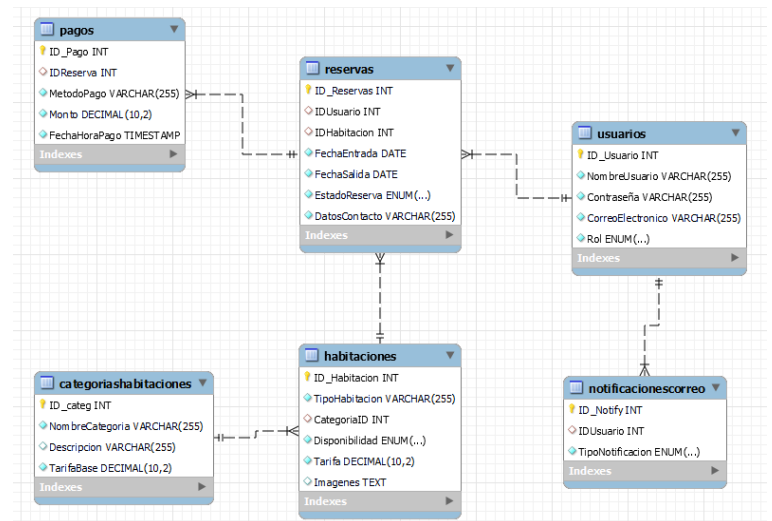 pagos
ID_Pago INT
IDReserva INT
MetodoPago VARCHAR(255)
Monto DECIMAL(10,2)
FechaHoraPago TIMESTAMP
Indexes
reservas
ID_Reservas INT
IDUsuario INT
IDHabitacion INT
FechaEntrada DATE
FechaSalida DATE
EstadoReserva ENUM(...)
DatosContacto VARCHAR(255)
Indexes
usuarios
ID_Usuario INT
NombreUsuario VARCHAR(255)
Contraseña VARCHAR(255)
CorreoElectronico VARCHAR(255)
Rol ENUM(...)
Indexes
categoriashabitaciones
ID_categ INT
NombreCategoria VARCHAR(255)
Descripcion VARCHAR(255)
TarifaBase DECIMAL(10,2)
Indexes
habitaciones
ID_Habitacion INT
TipoHabitacion VARCHAR(255)
CategoriaID INT
Disponibilidad ENUM(...)
Tarifa DECIMAL(10,2)
Imagenes TEXT
Indexes
notificacionescorreo
ID_Notify INT
IDUsuario INT
TipoNotificacion ENUM(...)
Indexes